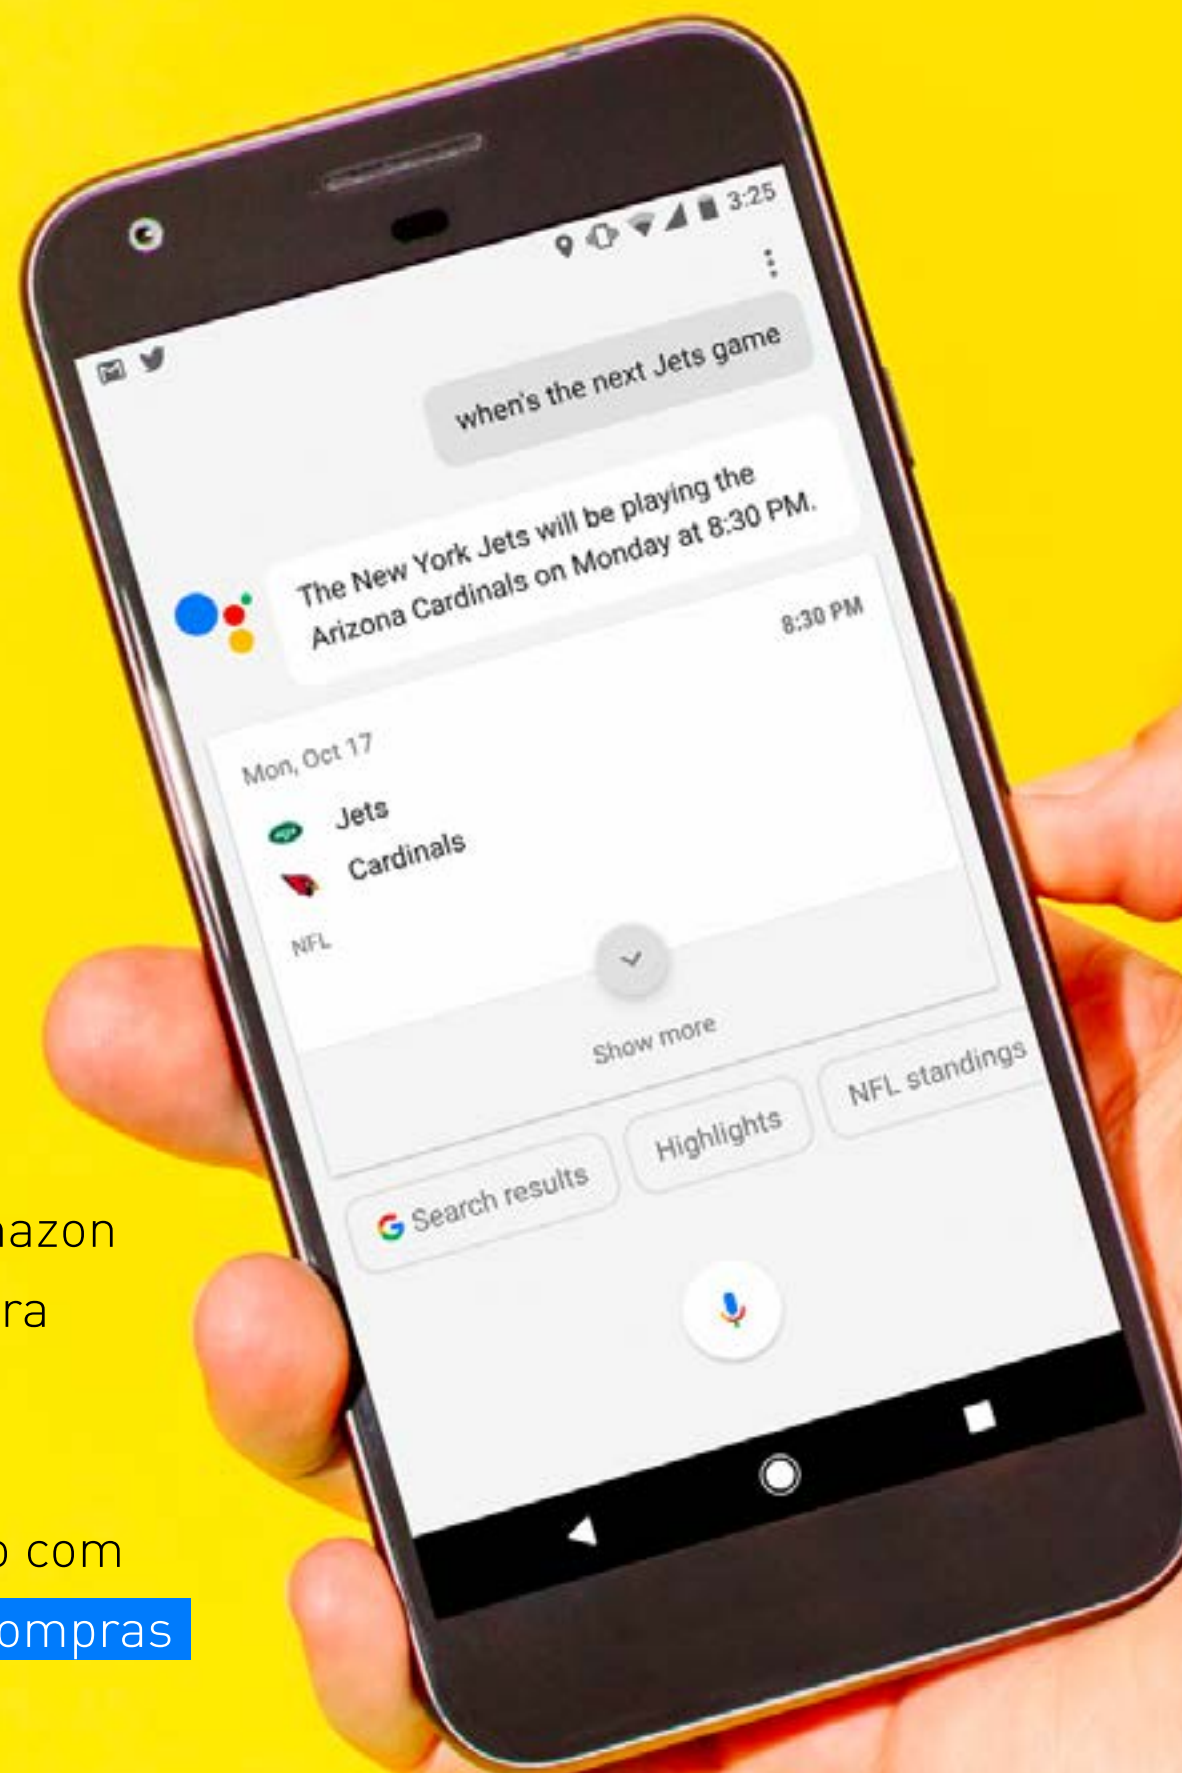 3:25
when's the next Jets game
The New York Jets will be playing the
Arizona Cardinals on Monday at 8:30 PM.
8:30 PM
Mon, Oct 17
Jets
Cardinals
NFL
Show more
G Search results
Highlights
NFL standings
azon
ra
com
ompras